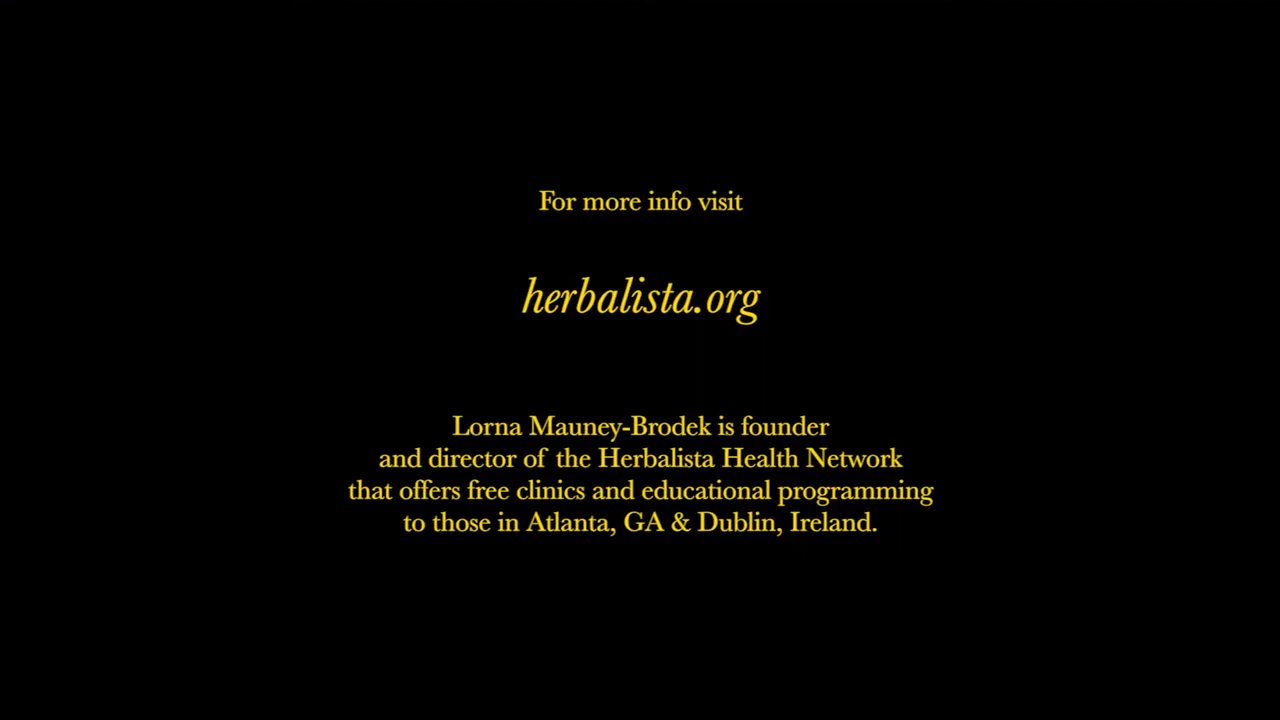 For more info visit
herbalista.org
Lorna Mauney-Brodek is founder
and director of the Herbalista Health Network
that offers free clinics and educational programming
to those in Atlanta, GA & Dublin, Ireland.